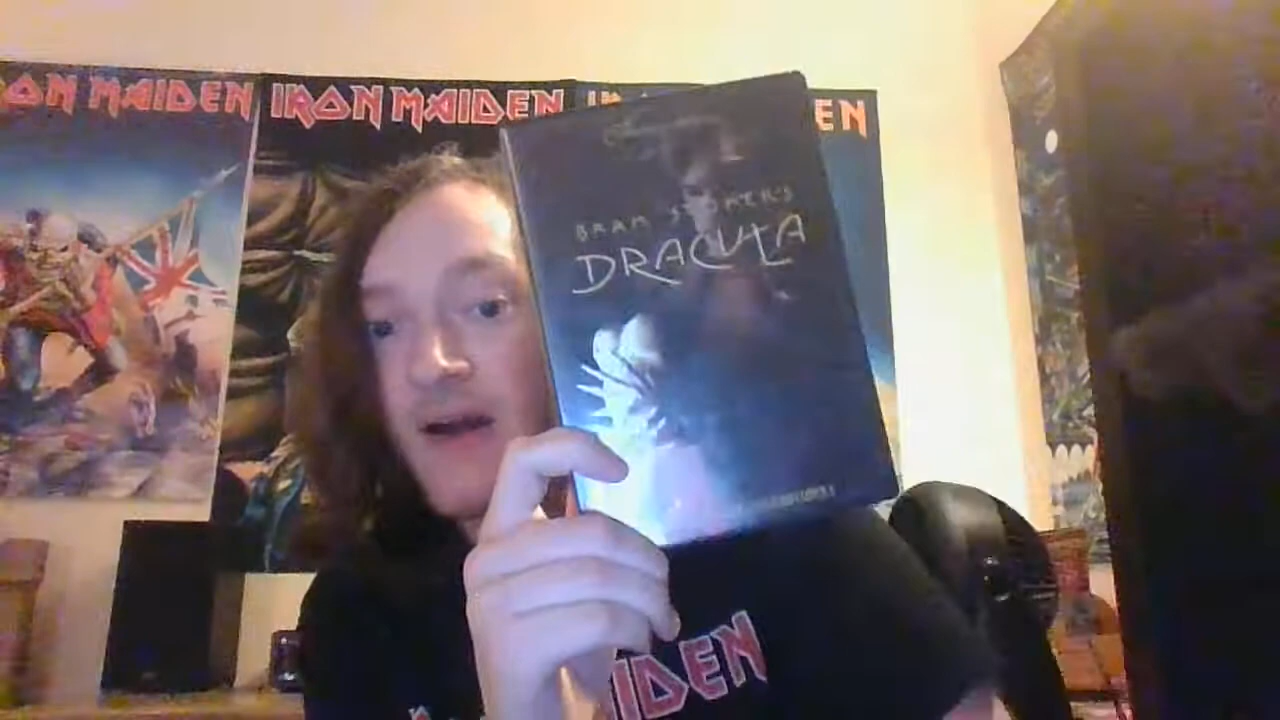 IRON MAIDEN
IRON MAIDEN
EN
BRAM STOKER'S
DRACULA
IDEN